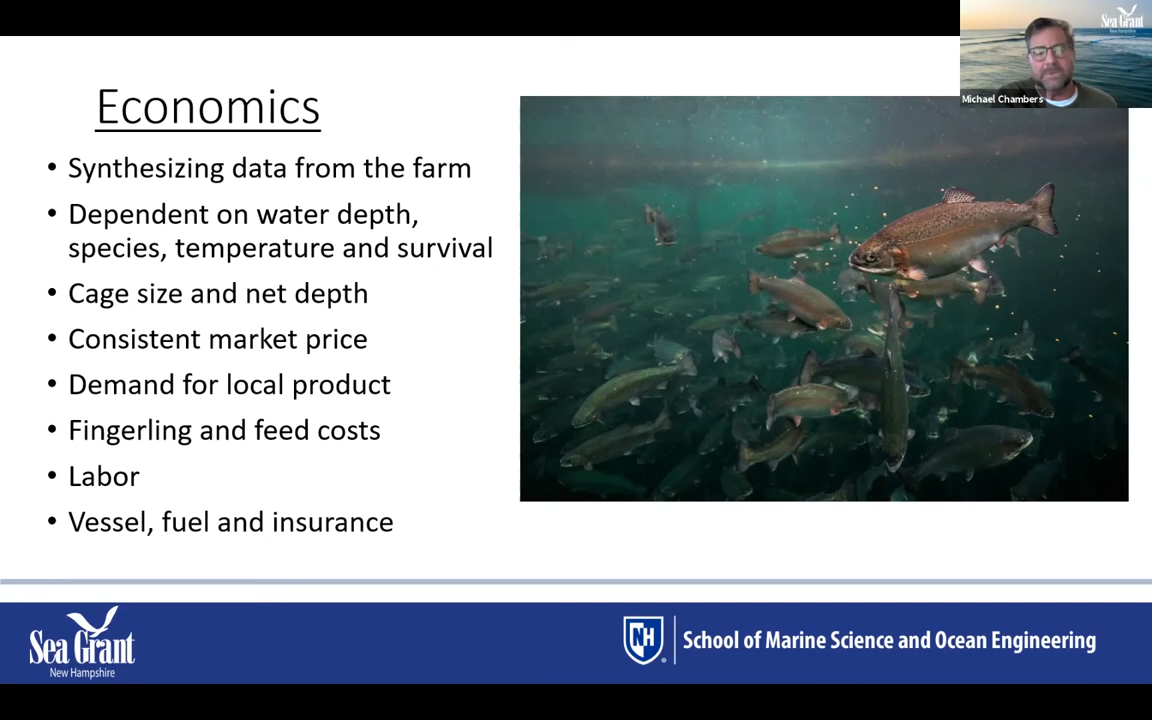 Sea Grant
New Hampshire
Michael Chambers
Economics
• Synthesizing data from the farm
• Dependent on water depth,
species, temperature and survival
• Cage size and net depth
• Consistent market price
• Demand for local product
• Fingerling and feed costs
• Labor
• Vessel, fuel and insurance
Sea Grant
New Hampshire
NH
School of Marine Science and Ocean Engineering